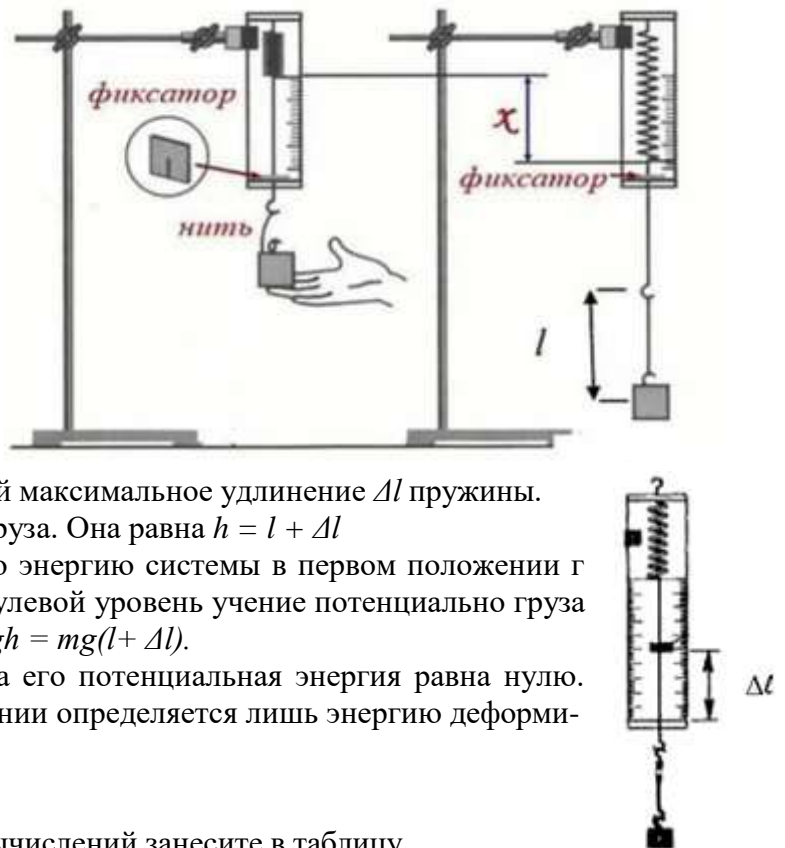 фиксатор
x
фиксатор
нить
l
й максимальное удлинение Δl пружины.
руза. Она равна h = l + Δl
о энергию системы в первом положении г
улевой уровень учение потенциально груза
gh = mg(l+ Δl).
а его потенциальная энергия равна нулю.
нии определяется лишь энергию деформи-
Δℓ
числений занесите в таблицу